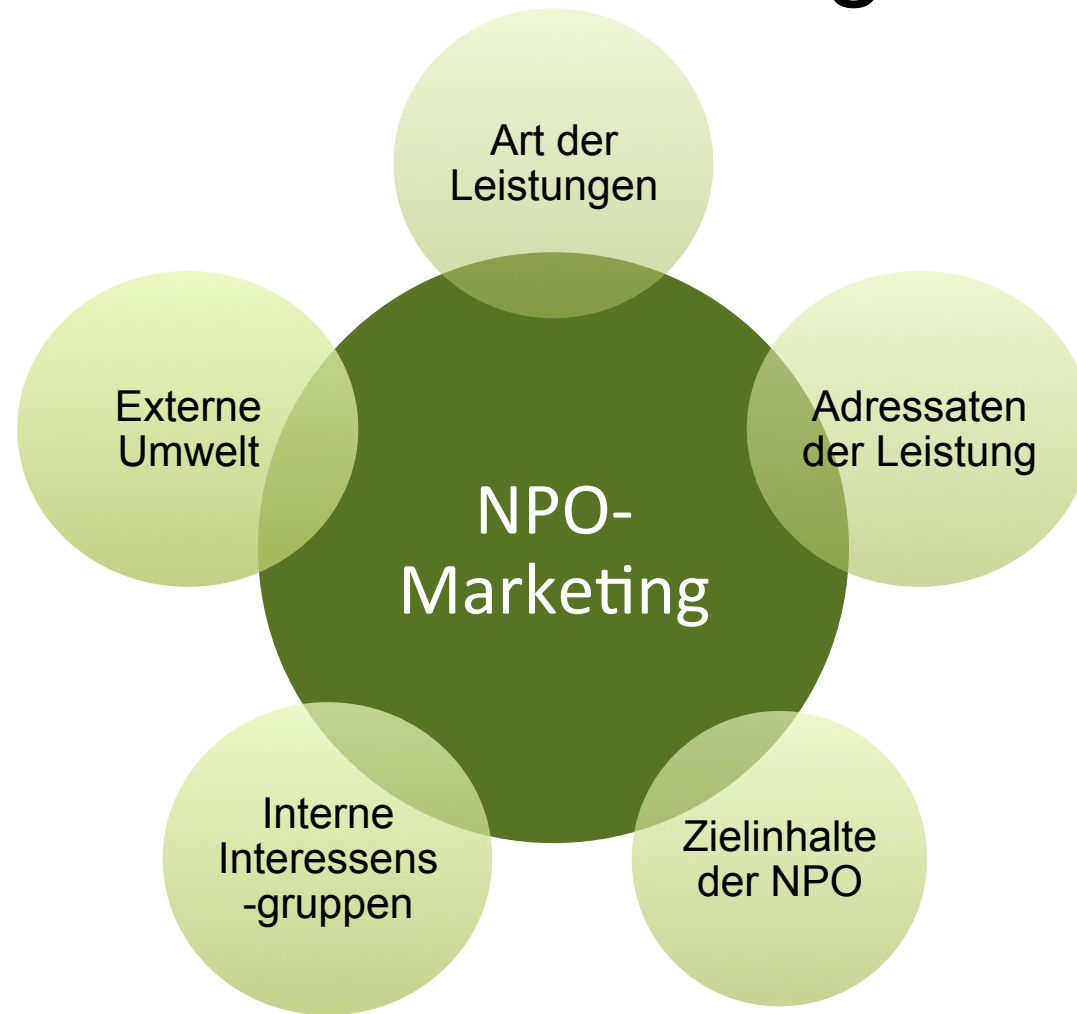 Art der
Leistungen
Externe
Umwelt
Adressaten
der Leistung
NPO-
Marketing
Interne
Interessens
-gruppen
Zielinhalte
der NPO